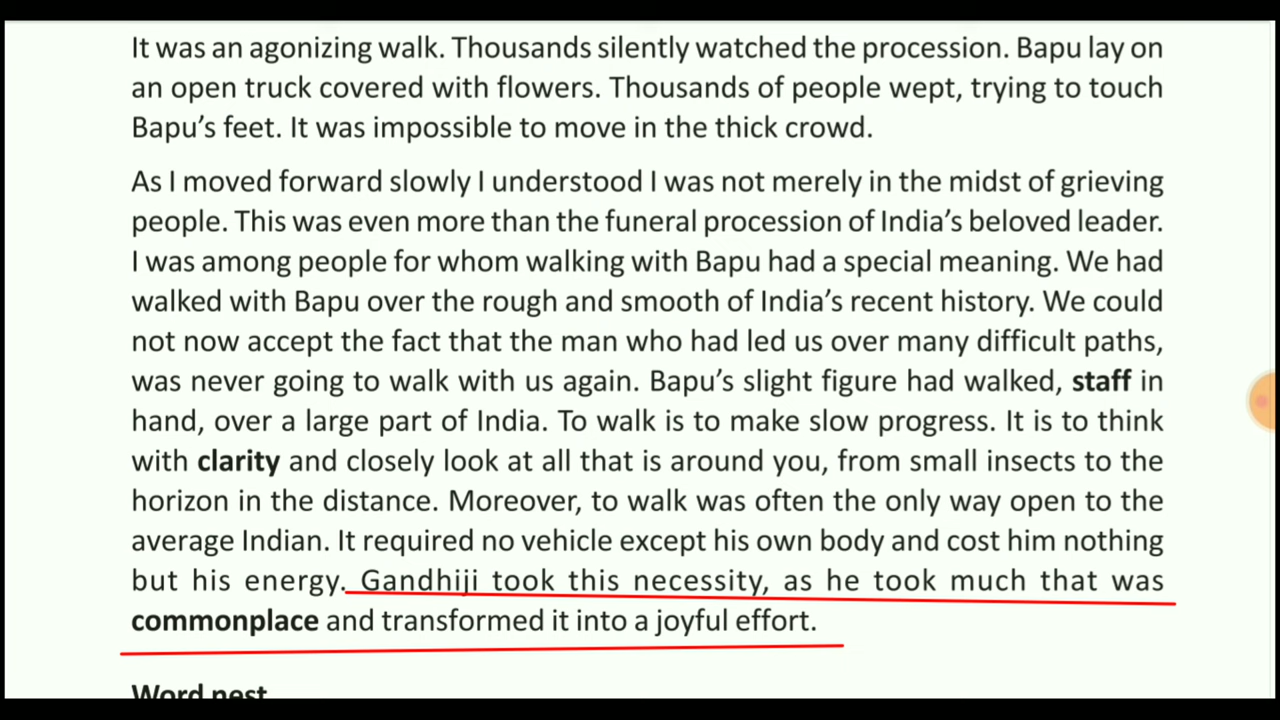 It was an agonizing walk. Thousands silently watched the procession. Bapu lay on
an open truck covered with flowers. Thousands of people wept, trying to touch
Bapu’s feet. It was impossible to move in the thick crowd.
As I moved forward slowly I understood I was not merely in the midst of grieving
people. This was even more than the funeral procession of India’s beloved leader.
I was among people for whom walking with Bapu had a special meaning. We had
walked with Bapu over the rough and smooth of India’s recent history. We could
not now accept the fact that the man who had led us over many difficult paths,
was never going to walk with us again. Bapu’s slight figure had walked, staff in
hand, over a large part of India. To walk is to make slow progress. It is to think
with clarity and closely look at all that is around you, from small insects to the
horizon in the distance. Moreover, to walk was often the only way open to the
average Indian. It required no vehicle except his own body and cost him nothing
but his energy. Gandhiji took this necessity, as he took much that was
commonplace and transformed it into a joyful effort.
Word nest